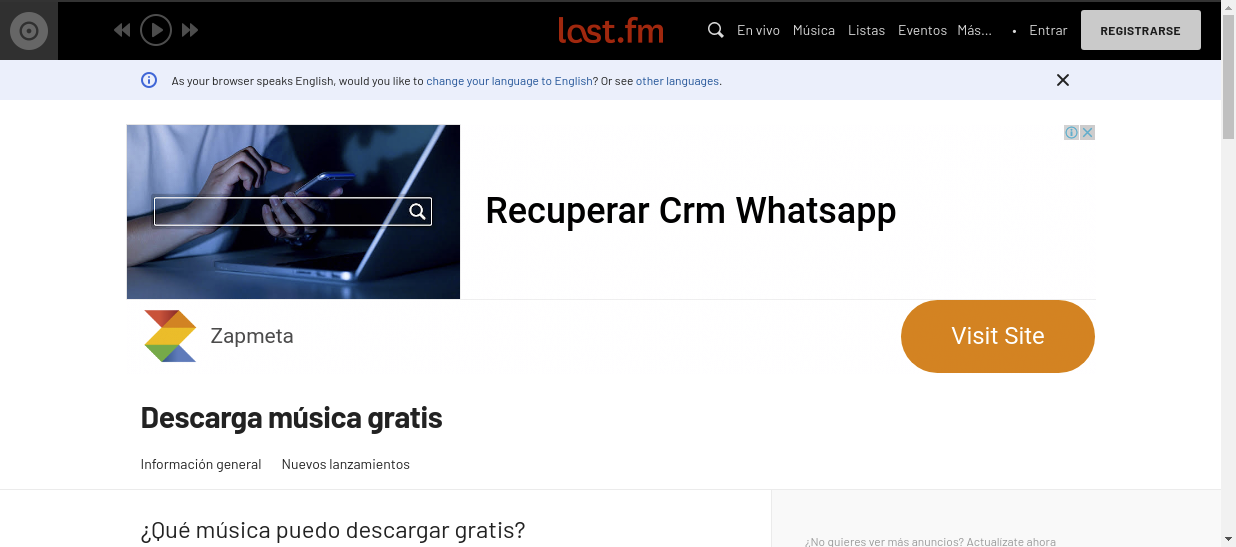 last.fm
En vivo Música Listas Eventos Más... • Entrar REGISTRARSE
As your browser speaks English, would you like to change your language to English? Or see other languages.
Recuperar Crm Whatsapp
Zapmeta
Visit Site
Descarga música gratis
Información general Nuevos lanzamientos
¿Qué música puedo descargar gratis?
¿No quieres ver más anuncios? Actualízate ahora